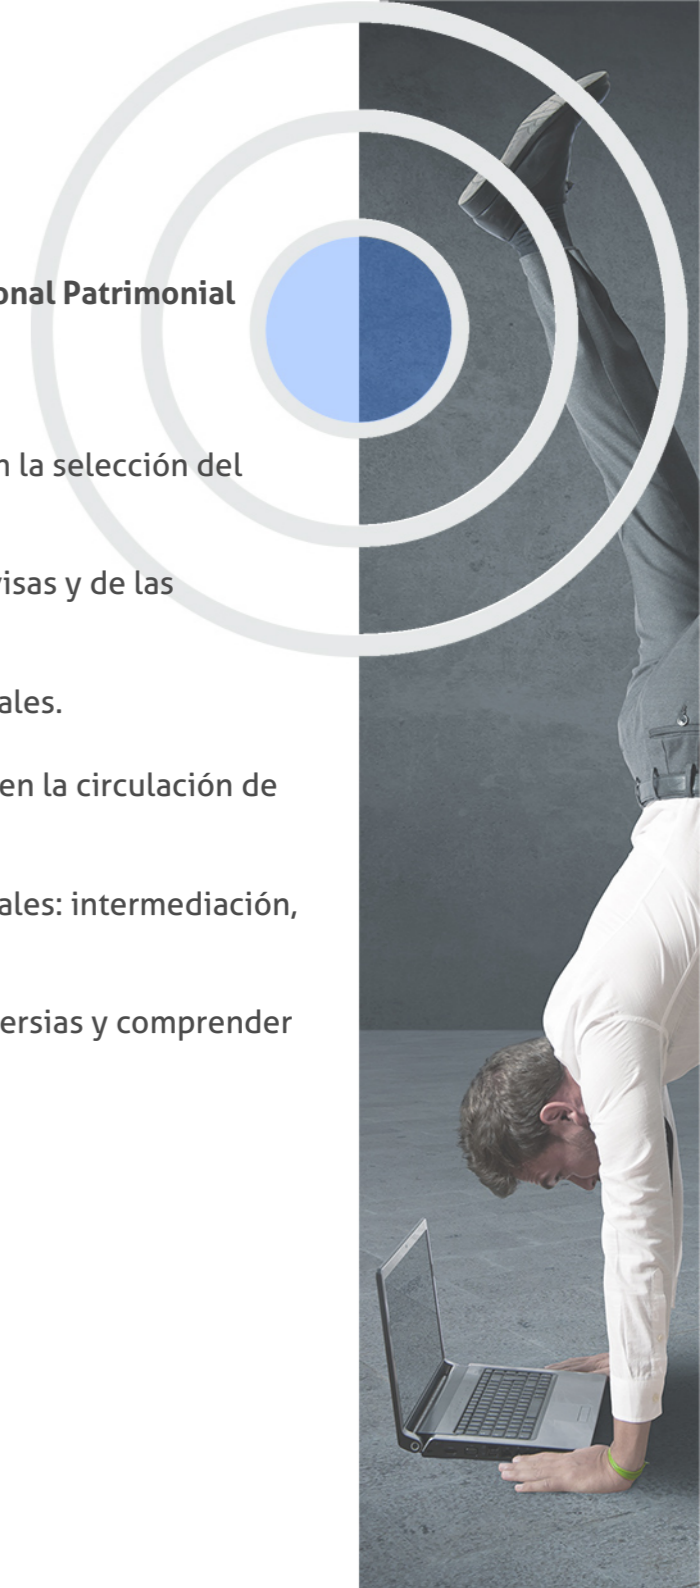 onal Patrimonial
n la selección del
visas y de las
ales.
en la circulación de
ales: intermediación,
ersias y comprender